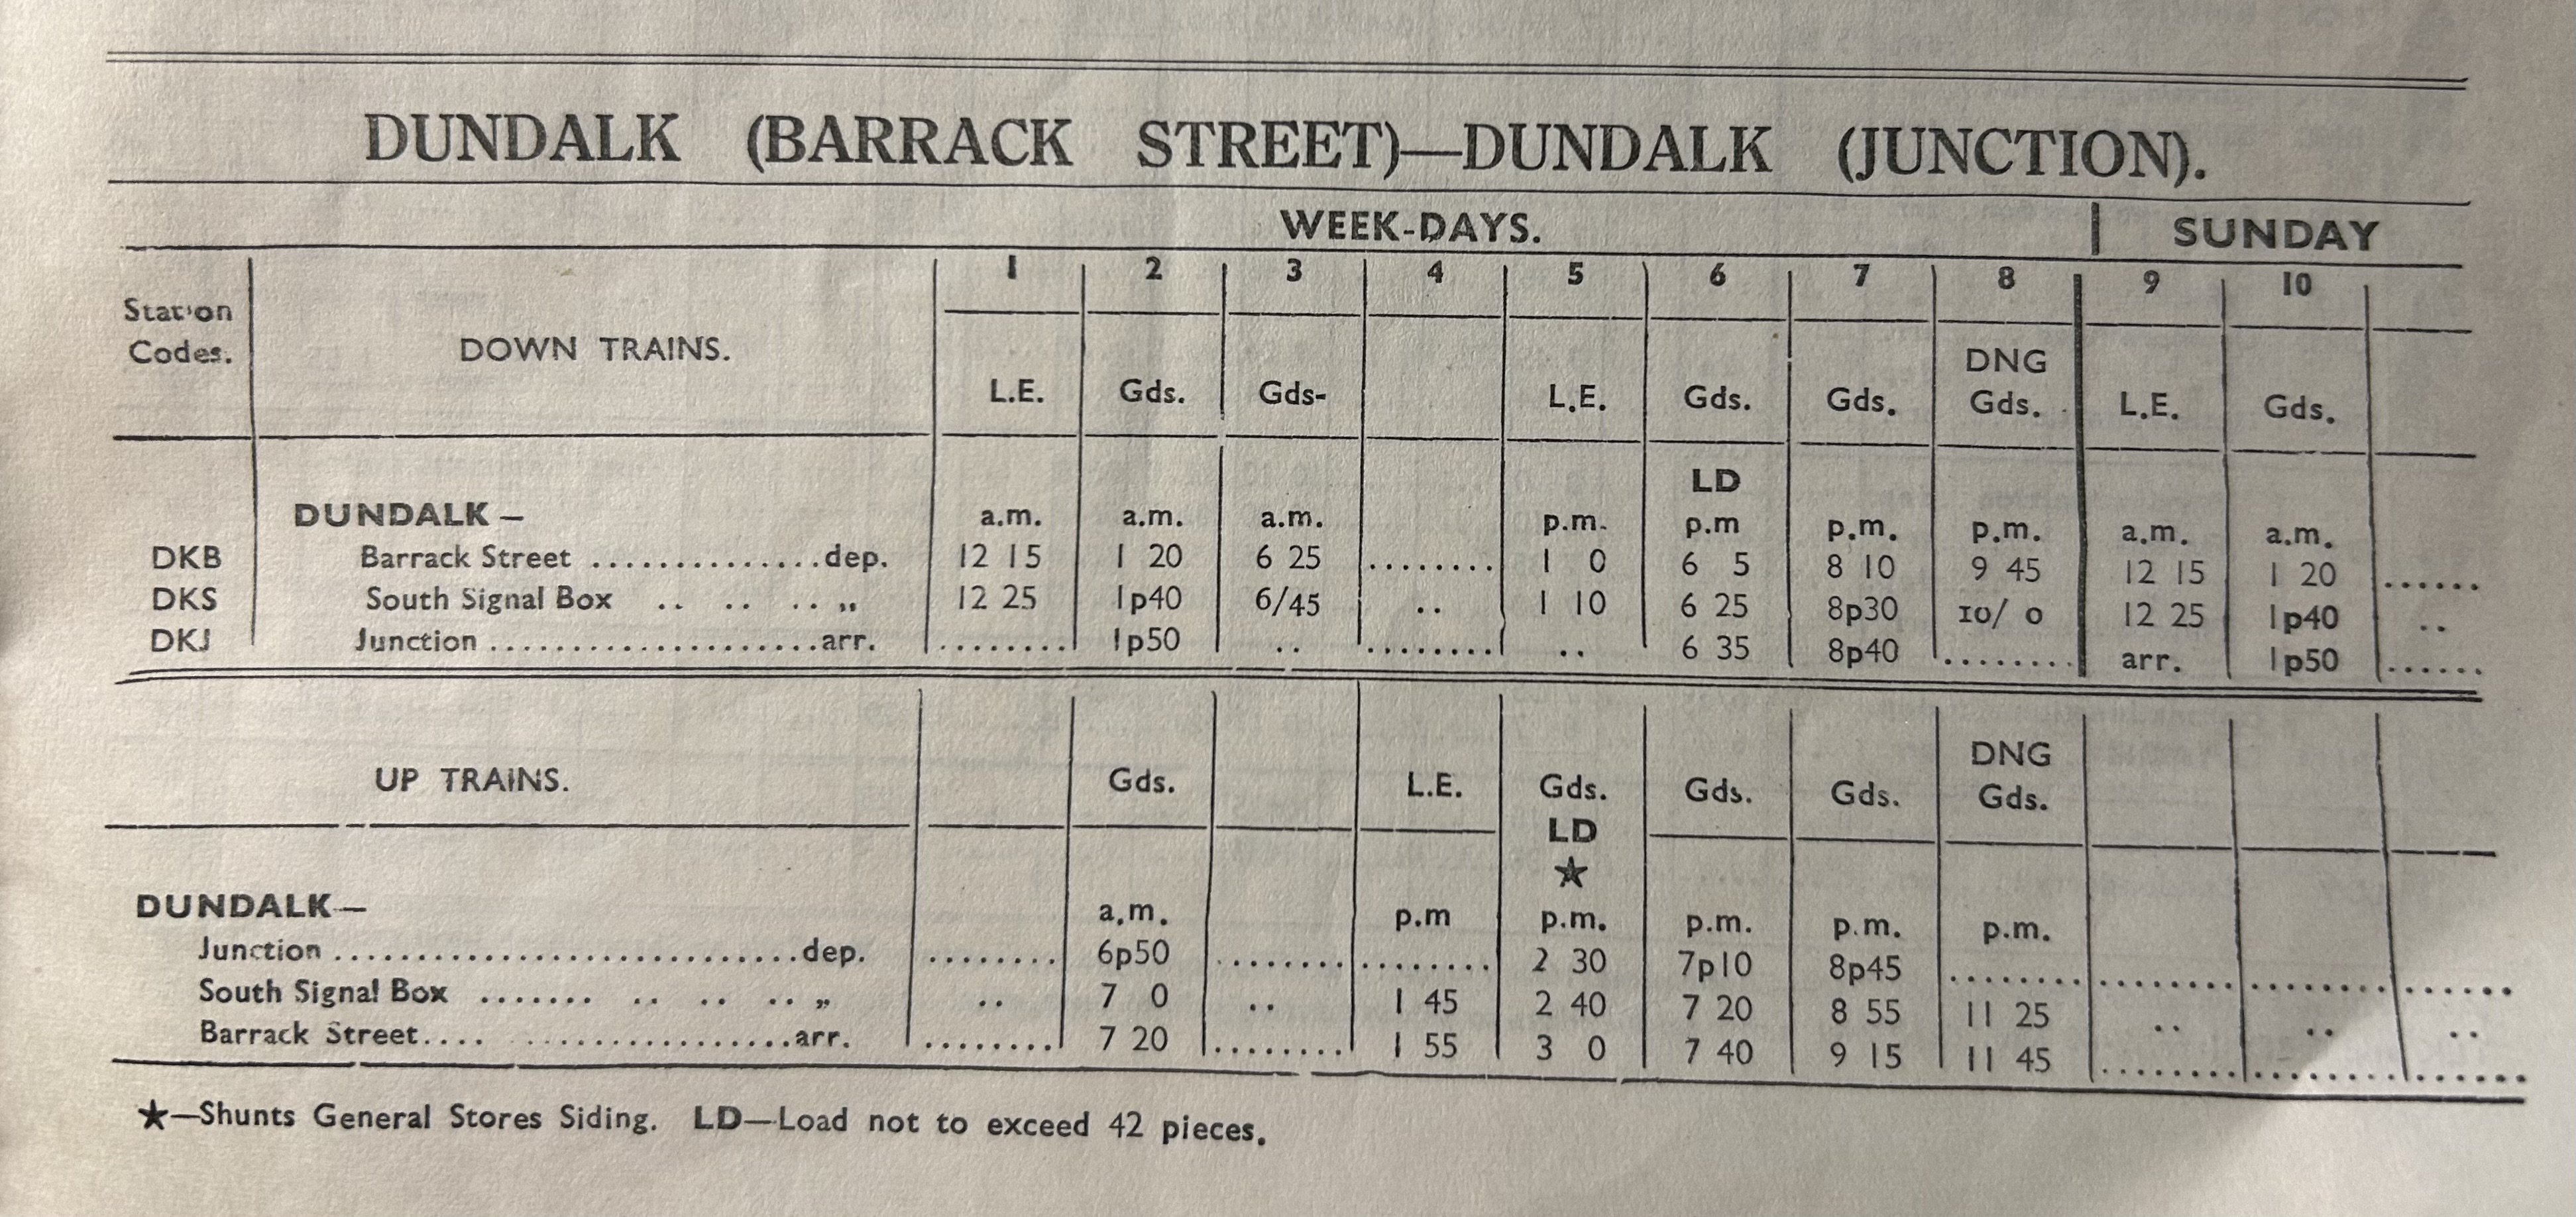 DUNDALK (BARRACK STREET)—DUNDALK (JUNCTION).
WEEK-DAYS. SUNDAY
1 2 3 4 5 6 7 8 9 10
Station Codes. DOWN TRAINS. L.E. Gds. Gds- L.E. Gds. Gds. DNG Gds. L.E. Gds.
LD
DUNDALK— a.m. a.m. a.m. p.m. p.m p.m. p.m. a.m. a.m.
DKB Barrack Street ...............dep. 12 15 1 20 6 25 ........ 1 0 6 5 8 10 9 45 12 15 1 20 ......
DKS South Signal Box .. .. .. ,, 12 25 1p40 6/45 .. 1 10 6 25 8p30 10/ 0 12 25 1p40 ..
DKJ Junction .....................arr. ........ 1p50 .. ........ .. 6 35 8p40 ........ arr. 1p50 ......
UP TRAINS. Gds. L.E. Gds. Gds. Gds. DNG Gds.
LD
★
DUNDALK— a.m. p.m p.m. p.m. p.m. p.m.
Junction ............................dep. ........ 6p50 ........ ........ 2 30 7p10 8p45 ........
South Signal Box ....... .. .. .. ,, .. 7 0 .. 1 45 2 40 7 20 8 55 11 25 .. .. ..
Barrack Street.... .................arr. ........ 7 20 ........ 1 55 3 0 7 40 9 15 11 45 ........
★—Shunts General Stores Siding. LD—Load not to exceed 42 pieces.